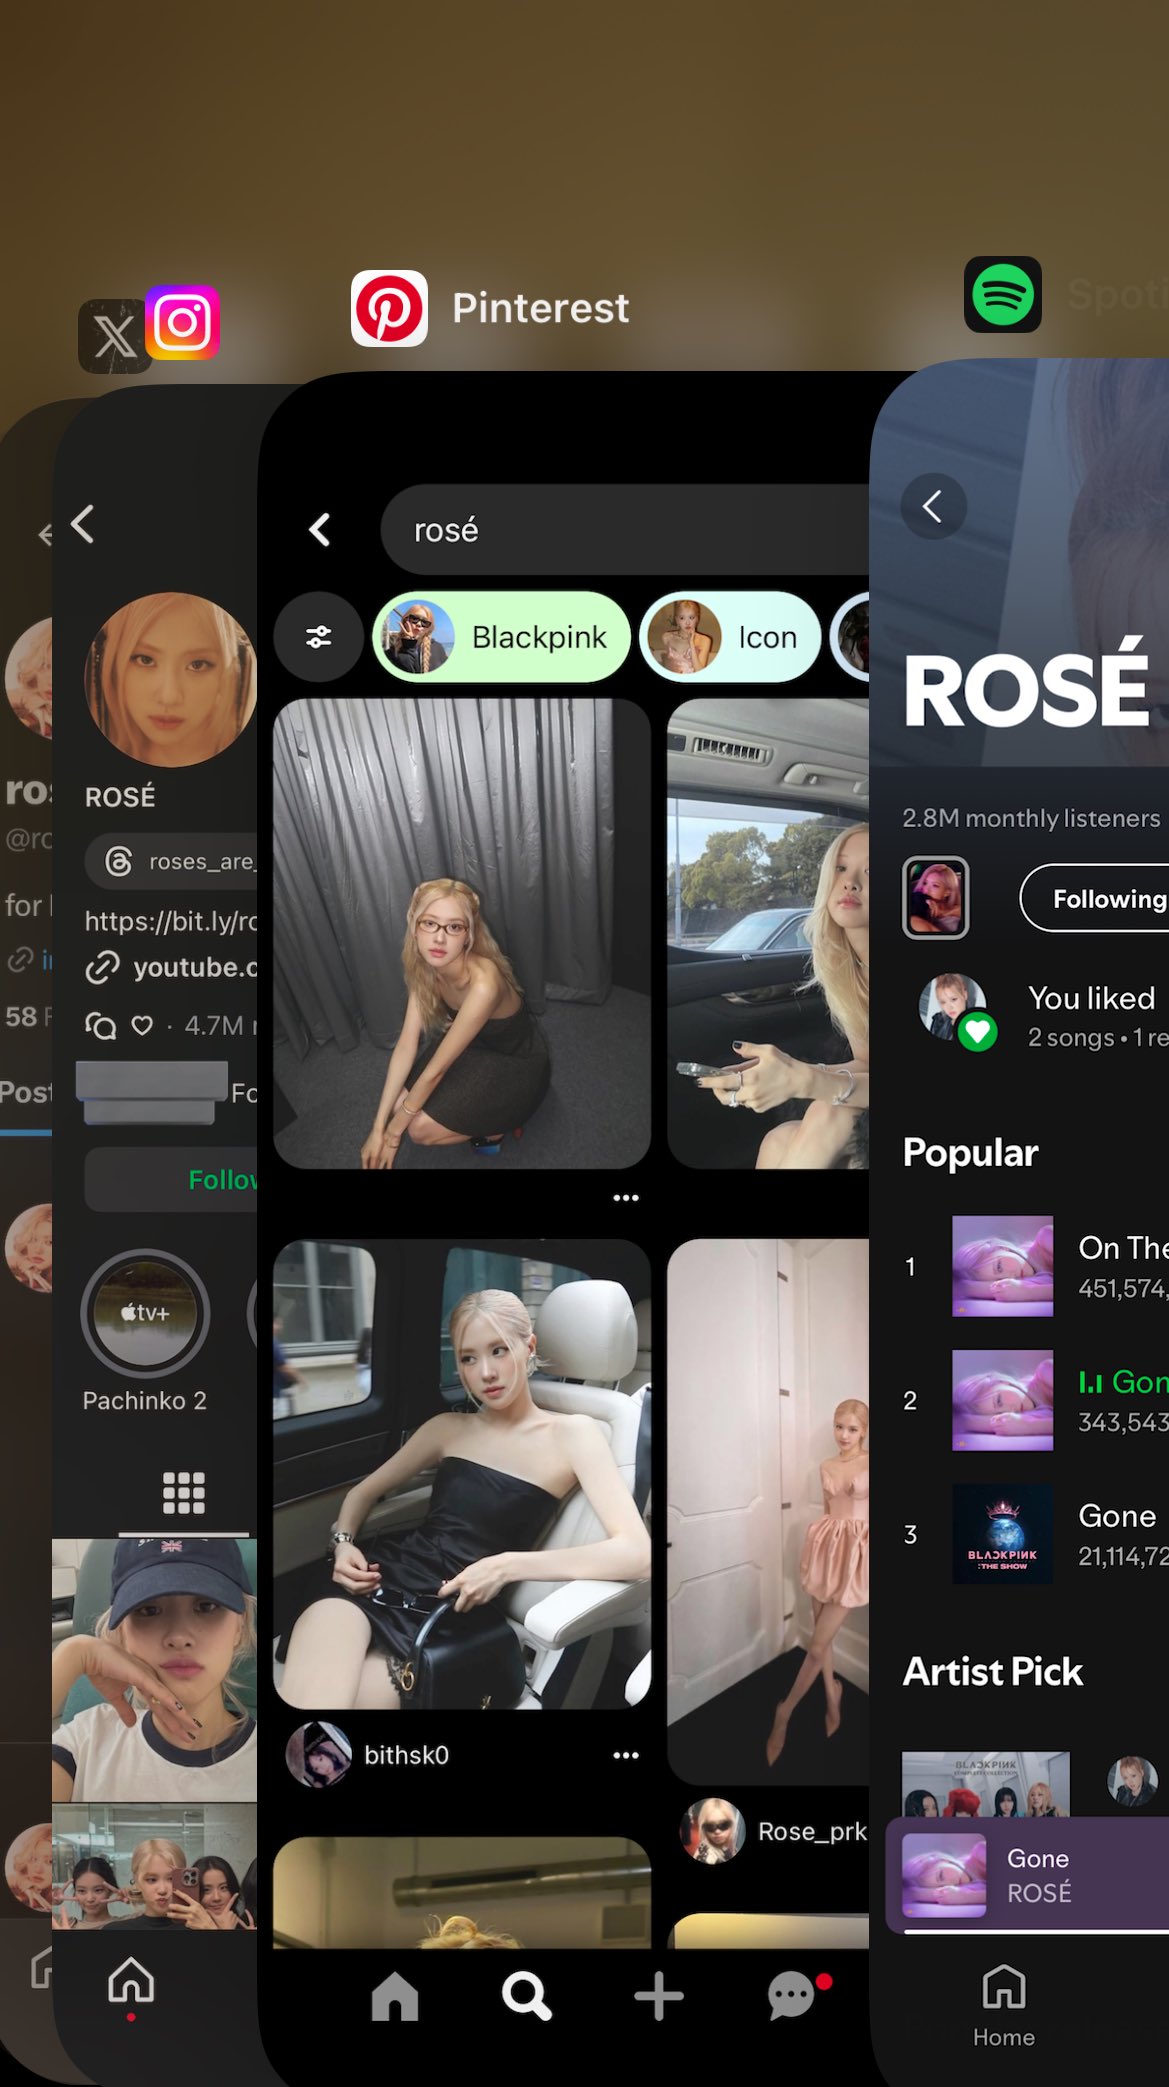 Pinterest
Spoti
ros
@ro
for
58 F
Post
ROSÉ
roses_are_
https://bit.ly/ro
youtube.c
4.7M
Fo
Follow
tv+
Pachinko 2
rosé
Blackpink
Icon
bithsk0
Rose_prk
ROSÉ
2.8M monthly listeners
Following
You liked
2 songs • 1 re
Popular
1
On The
451,574,
2
Gon
343,543
3
Gone
21,114,72
BLACKPINK
:THE SHOW
Artist Pick
BLACKPINK
Gone
ROSÉ
Home